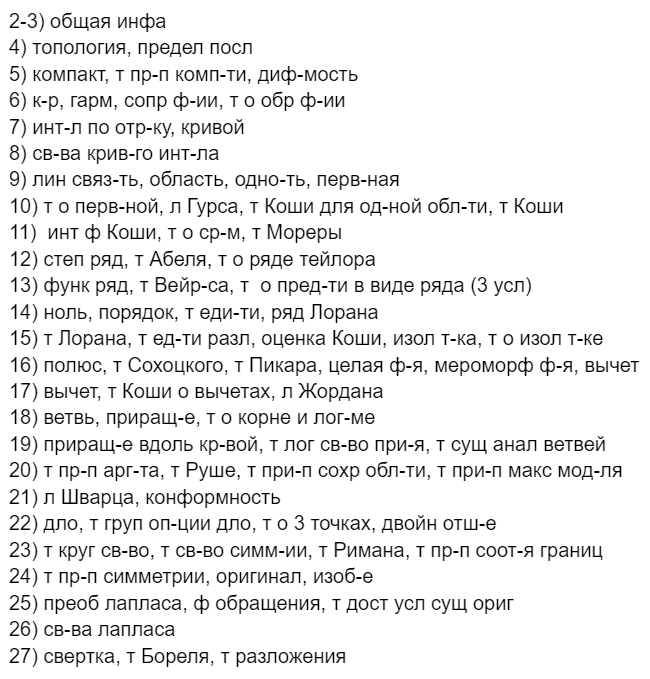 2-3) общая инфа
4) топология, предел посл
5) компакт, т пр-п комп-ти, диф-мость
6) к-р, гарм, сопр ф-ии, т о обр ф-ии
7) инт-л по отр-ку, кривой
8) св-ва крив-го инт-ла
9) лин связ-ть, область, одно-ть, перв-ная
10) т о перв-ной, л Гурса, т Коши для од-ной обл-ти, т Коши
11)  инт ф Коши, т о ср-м, т Мореры
12) степ ряд, т Абеля, т о ряде тейлора
13) функ ряд, т Вейр-са, т  о пред-ти в виде ряда (3 усл)
14) ноль, порядок, т еди-ти, ряд Лорана
15) т Лорана, т ед-ти разл, оценка Коши, изол т-ка, т о изол т-ке
16) полюс, т Сохоцкого, т Пикара, целая ф-я, мероморф ф-я, вычет
17) вычет, т Коши о вычетах, л Жордана
18) ветвь, приращ-е, т о корне и лог-ме
19) приращ-е вдоль кр-вой, т лог св-во при-я, т сущ анал ветвей
20) т пр-п арг-та, т Руше, т при-п сохр обл-ти, т при-п макс мод-ля
21) л Шварца, конформность
22) дло, т груп оп-ции дло, т о 3 точках, двойн отш-е
23) т круг св-во, т св-во симм-ии, т Римана, т пр-п соот-я границ
24) т пр-п симметрии, оригинал, изоб-е
25) преоб лапласа, ф обращения, т дост усл сущ ориг
26) св-ва лапласа
27) свертка, т Бореля, т разложения